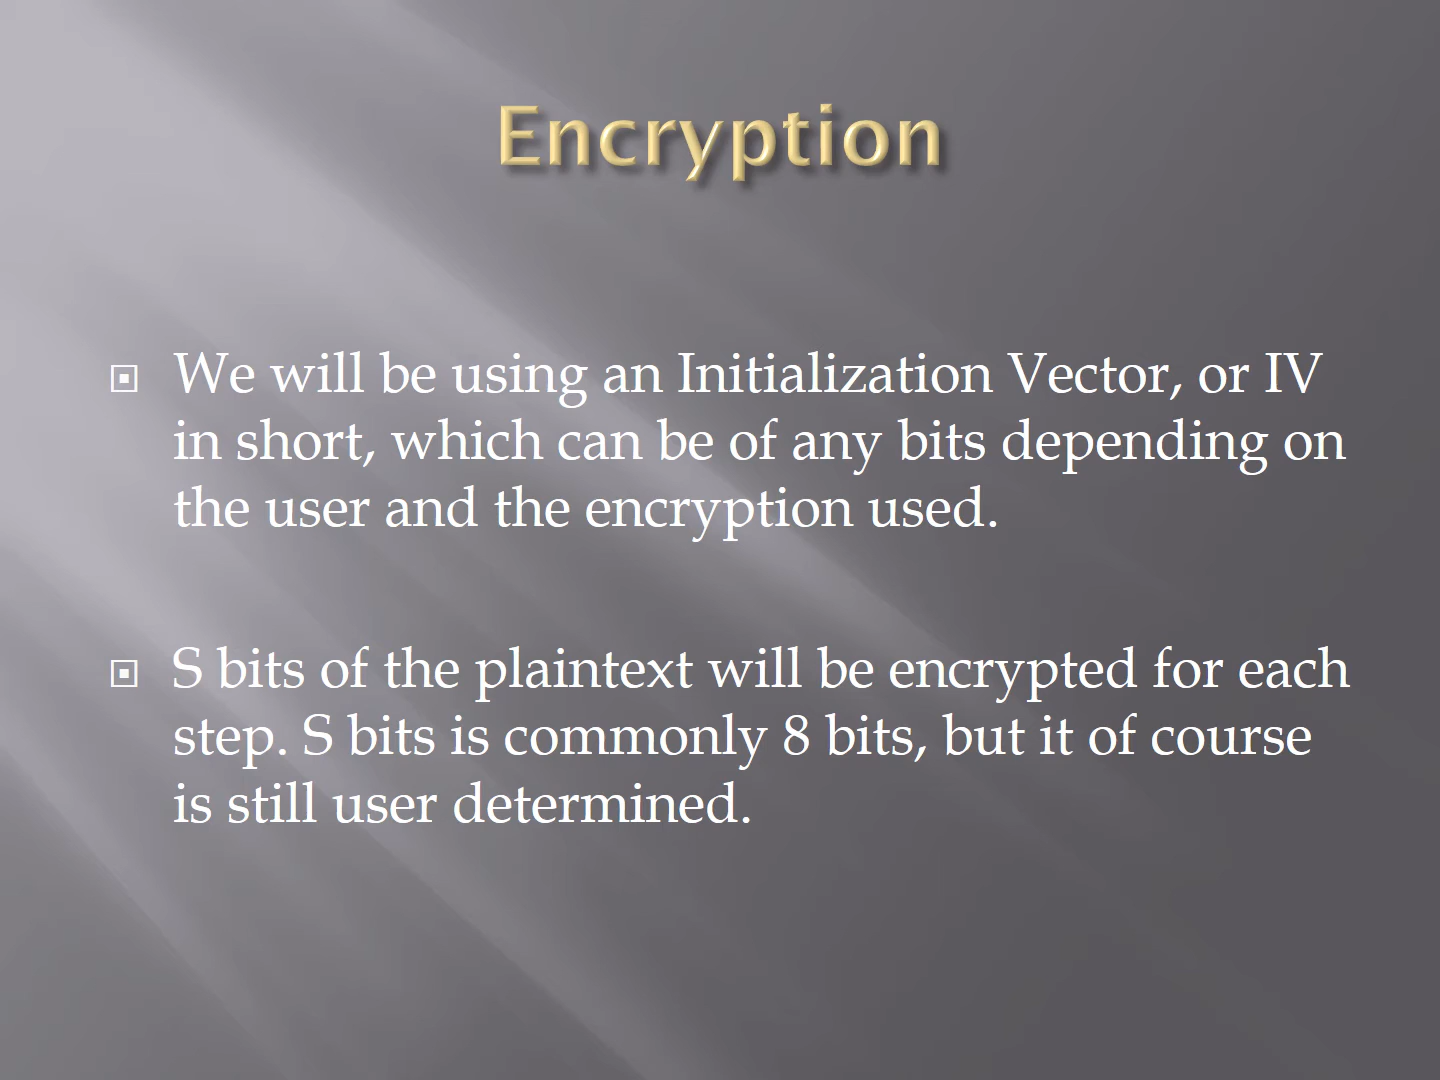 Encryption
We will be using an Initialization Vector, or IV
in short, which can be of any bits depending on
the user and the encryption used.
S bits of the plaintext will be encrypted for each
step. S bits is commonly 8 bits, but it of course
is still user determined.